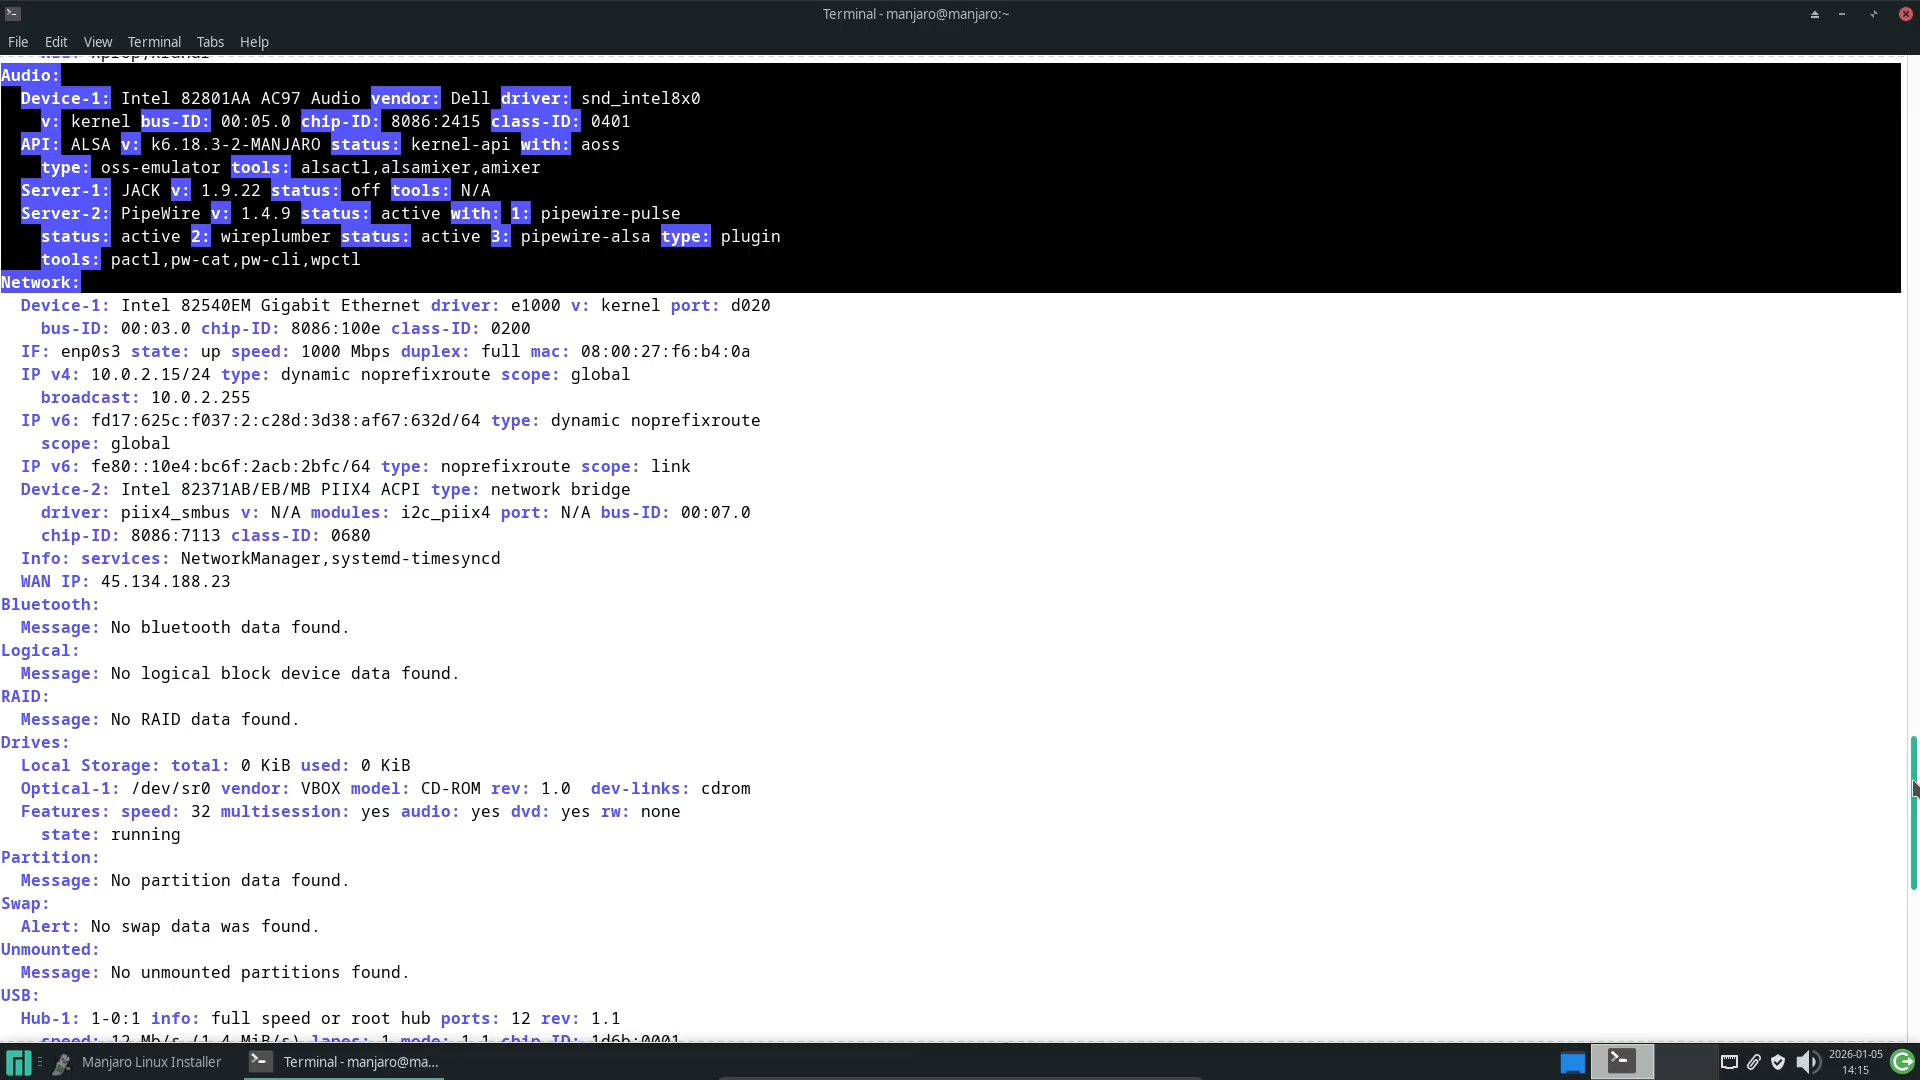 Terminal - manjaro@manjaro:~
File Edit View Terminal Tabs Help
Audio:
Device-1: Intel 82801AA AC97 Audio vendor: Dell driver: snd_intel8x0
v: kernel bus-ID: 00:05.0 chip-ID: 8086:2415 class-ID: 0401
API: ALSA v: k6.18.3-2-MANJARO status: kernel-api with: aoss
type: oss-emulator tools: alsactl,alsamixer,amixer
Server-1: JACK v: 1.9.22 status: off tools: N/A
Server-2: PipeWire v: 1.4.9 status: active with: 1: pipewire-pulse
status: active 2: wireplumber status: active 3: pipewire-alsa type: plugin
tools: pactl,pw-cat,pw-cli,wpctl
Network:
Device-1: Intel 82540EM Gigabit Ethernet driver: e1000 v: kernel port: d020
bus-ID: 00:03.0 chip-ID: 8086:100e class-ID: 0200
IF: enp0s3 state: up speed: 1000 Mbps duplex: full mac: 08:00:27:f6:b4:0a
IP v4: 10.0.2.15/24 type: dynamic noprefixroute scope: global
broadcast: 10.0.2.255
IP v6: fd17:625c:f037:2:c28d:3d38:af67:632d/64 type: dynamic noprefixroute
scope: global
IP v6: fe80::10e4:bc6f:2acb:2bfc/64 type: noprefixroute scope: link
Device-2: Intel 82371AB/EB/MB PIIX4 ACPI type: network bridge
driver: piix4_smbus v: N/A modules: i2c_piix4 port: N/A bus-ID: 00:07.0
chip-ID: 8086:7113 class-ID: 0680
Info: services: NetworkManager,systemd-timesyncd
WAN IP: 45.134.188.23
Bluetooth:
Message: No bluetooth data found.
Logical:
Message: No logical block device data found.
RAID:
Message: No RAID data found.
Drives:
Local Storage: total: 0 KiB used: 0 KiB
Optical-1: /dev/sr0 vendor: VBOX model: CD-ROM rev: 1.0 dev-links: cdrom
Features: speed: 32 multisession: yes audio: yes dvd: yes rw: none
state: running
Partition:
Message: No partition data found.
Swap:
Alert: No swap data was found.
Unmounted:
Message: No unmounted partitions found.
USB:
Hub-1: 1-0:1 info: full speed or root hub ports: 12 rev: 1.1
speed: 12 Mb/s (1.4 MiB/s) lanes: 1 mode: 1.1 chip-ID: 1d6b:0001
Manjaro Linux Installer
Terminal - manjaro@ma...
2026-01-05
14:15